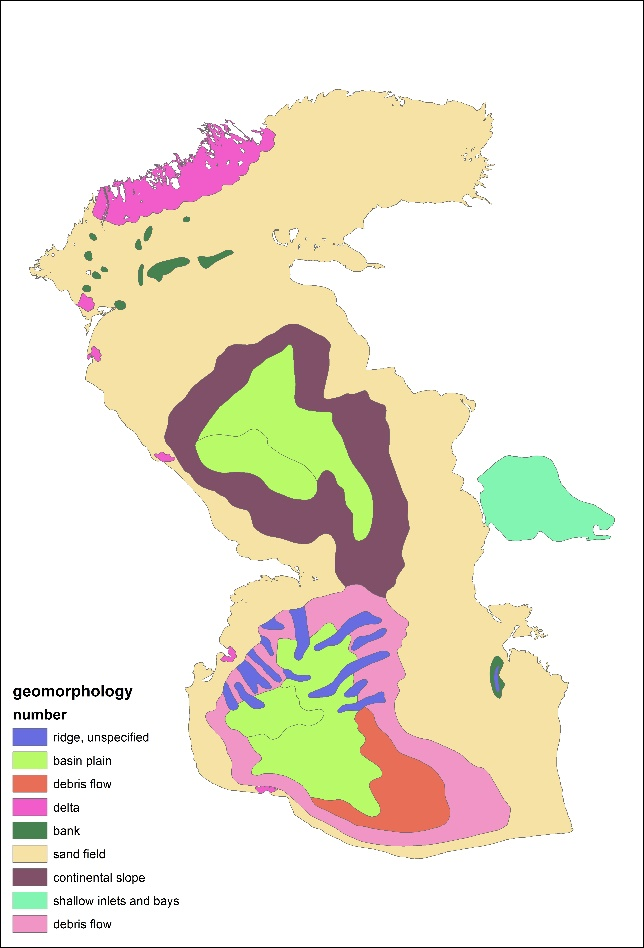 geomorphology
number
ridge, unspecified
basin plain
debris flow
delta
bank
sand field
continental slope
shallow inlets and bays
debris flow